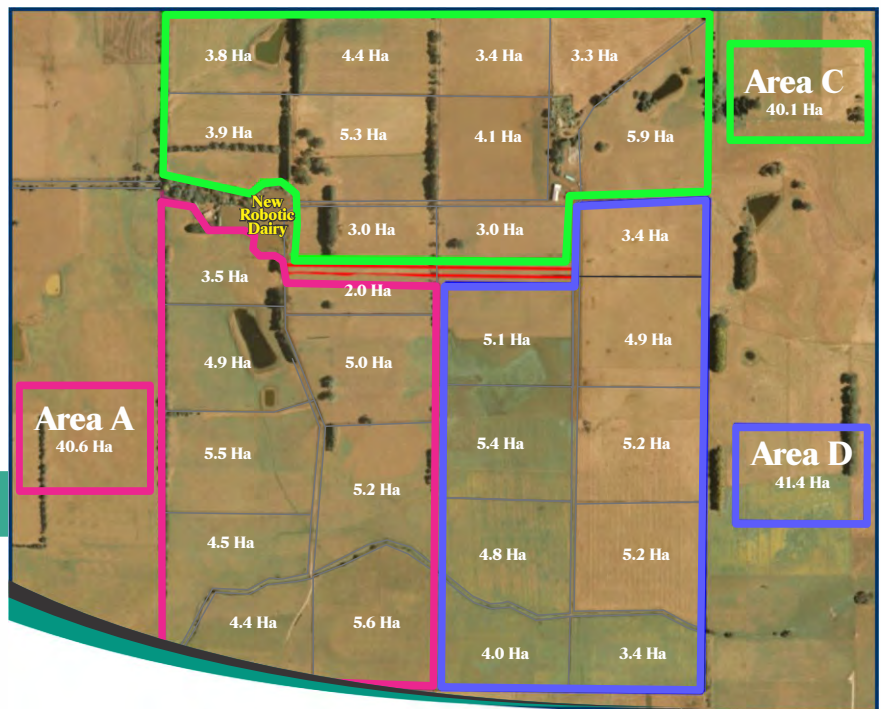 3.8 Ha
4.4 Ha
3.4 Ha
3.3 Ha
Area C
40.1 Ha
3.9 Ha
5.3 Ha
4.1 Ha
5.9 Ha
New
Robotic
Dairy
3.0 Ha
3.0 Ha
3.4 Ha
3.5 Ha
2.0 Ha
4.9 Ha
5.0 Ha
5.1 Ha
4.9 Ha
Area A
40.6 Ha
5.5 Ha
5.2 Ha
5.4 Ha
5.2 Ha
Area D
41.4 Ha
4.5 Ha
4.8 Ha
5.2 Ha
4.4 Ha
5.6 Ha
4.0 Ha
3.4 Ha